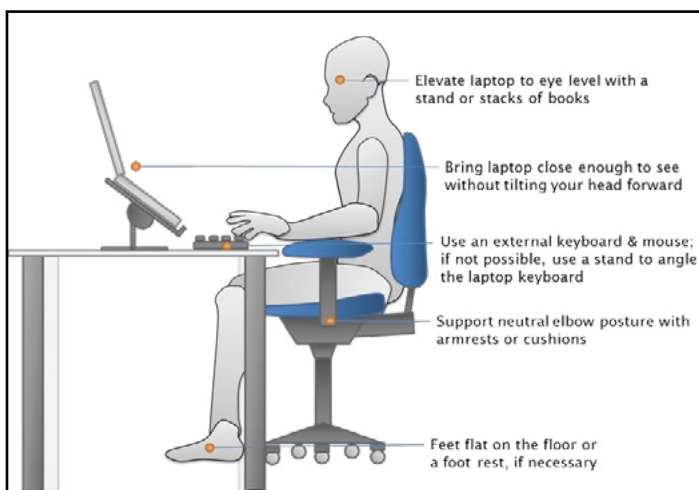 Elevate laptop to eye level with a
stand or stacks of books
Bring laptop close enough to see
without tilting your head forward
Use an external keyboard & mouse;
if not possible, use a stand to angle
the laptop keyboard
Support neutral elbow posture with
armrests or cushions
Feet flat on the floor or
a foot rest, if necessary